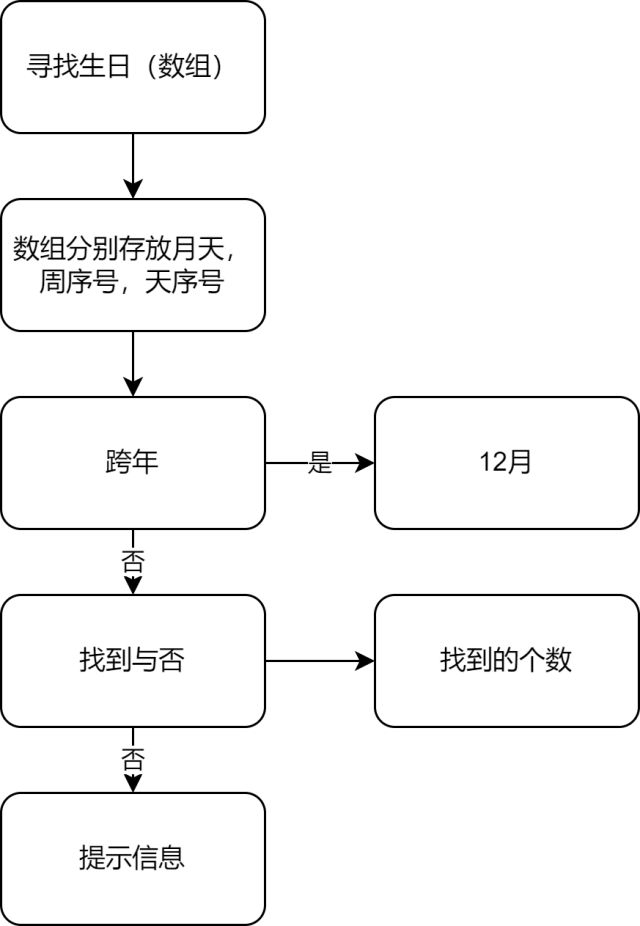 寻找生日（数组）
数组分别存放月天，
周序号，天序号
跨年
是
12月
否
找到与否
找到的个数
否
提示信息